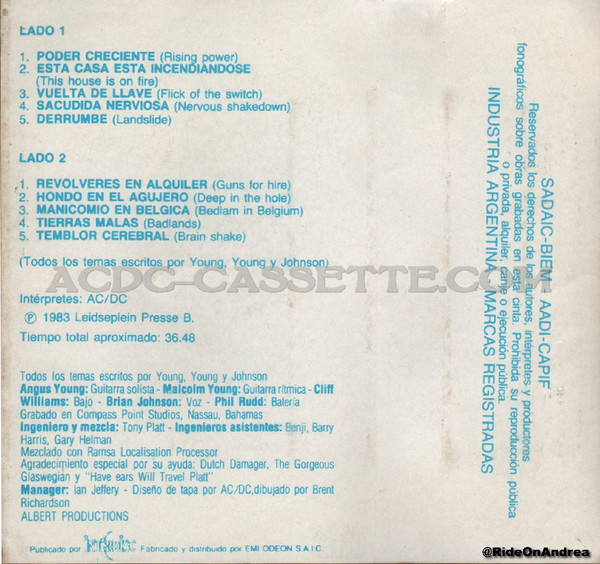 LADO 1
1. PODER CRECIENTE (Rising power)
2. ESTA CASA ESTA INCENDIANDOSE
(This house is on fire)
3. VUELTA DE LLAVE (Flick of the switch)
4. SACUDIDA NERVIOSA (Nervous shakedown)
5. DERRUMBE (Landslide)
LADO 2
1. REVOLVERES EN ALQUILER (Guns for hire)
2. HONDO EN EL AGUJERO (Deep in the hole)
3. MANICOMIO EN BELGICA (Bedlam in Belgium)
4. TIERRAS MALAS (Badlands)
5. TEMBLOR CEREBRAL (Brain shake)
(Todos los temas escritos por Young, Young y Johnson)
ACDC-CASSETTE.COM
Intérpretes: AC/DC
℗ 1983 Leidseplein Presse B.
Tiempo total aproximado: 36.48
Todos los temas escritos por Young, Young y Johnson
Angus Young: Guitarra solista - Malcolm Young: Guitarra rítmica - Cliff
Williams: Bajo - Brian Johnson: Voz - Phil Rudd: Batería
Grabado en Compass Point Studios, Nassau, Bahamas
Ingeniero y mezcla: Tony Platt - Ingenieros asistentes: Benji, Barry
Harris, Gary Helman
Mezclado con Ramsa Localisation Processor
Agradecimiento especial por su ayuda: Dutch Damager, The Gorgeous
Glaswegian y "Have ears Will Travel Platt"
Manager: Ian Jeffery - Diseño de tapa por AC/DC,dibujado por Brent
Richardson
ALBERT PRODUCTIONS
Publicado por
Fabricado y distribuído por EMI ODEON S.A.I.C.
SADAIC-BIEM - AADI-CAPIF
Reservados los derechos de los autores, intérpretes y productores
fonográficos sobre obras grabadas en esta cinta. Prohibida su reproducción pública
o privada, alquiler, canje o ejecución pública.
INDUSTRIA ARGENTINA - MARCAS REGISTRADAS
@RideOnAndrea